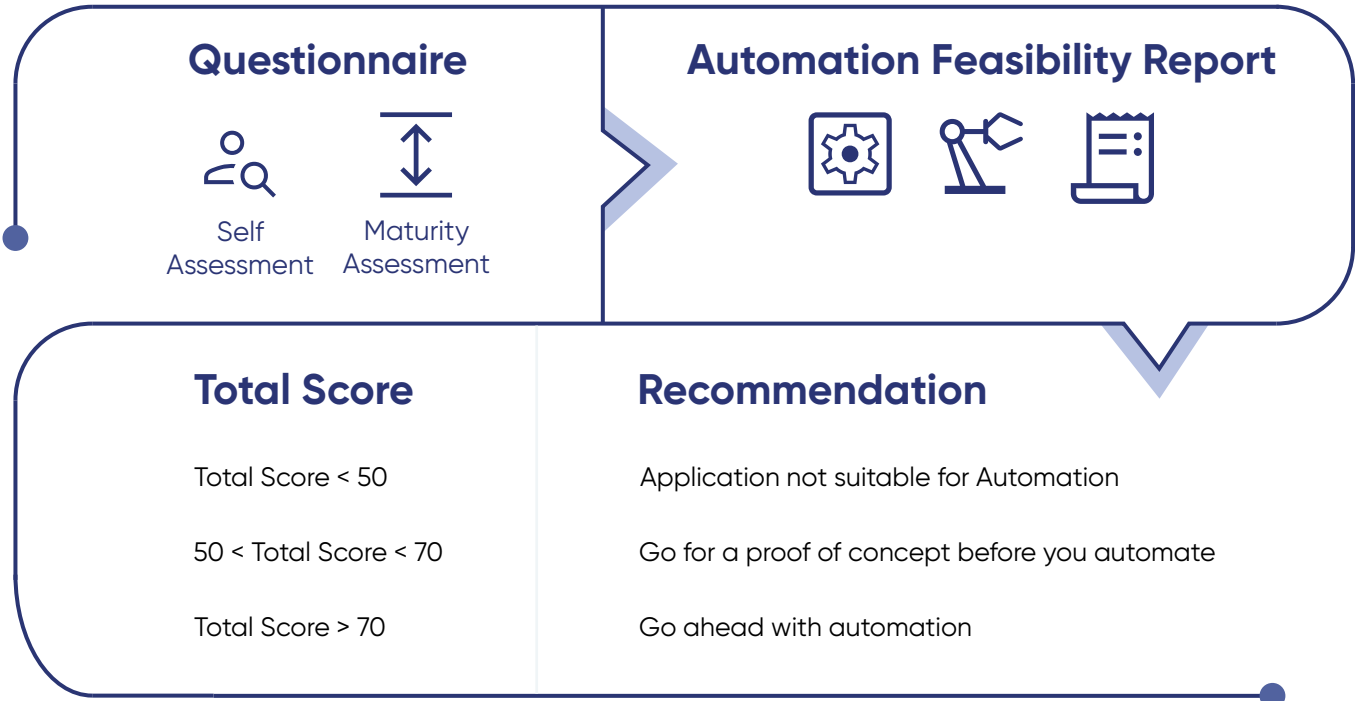 Questionnaire
Automation Feasibility Report
Self
Assessment
Maturity
Assessment
Total Score
Recommendation
Total Score < 50
Application not suitable for Automation
50 < Total Score < 70
Go for a proof of concept before you automate
Total Score > 70
Go ahead with automation